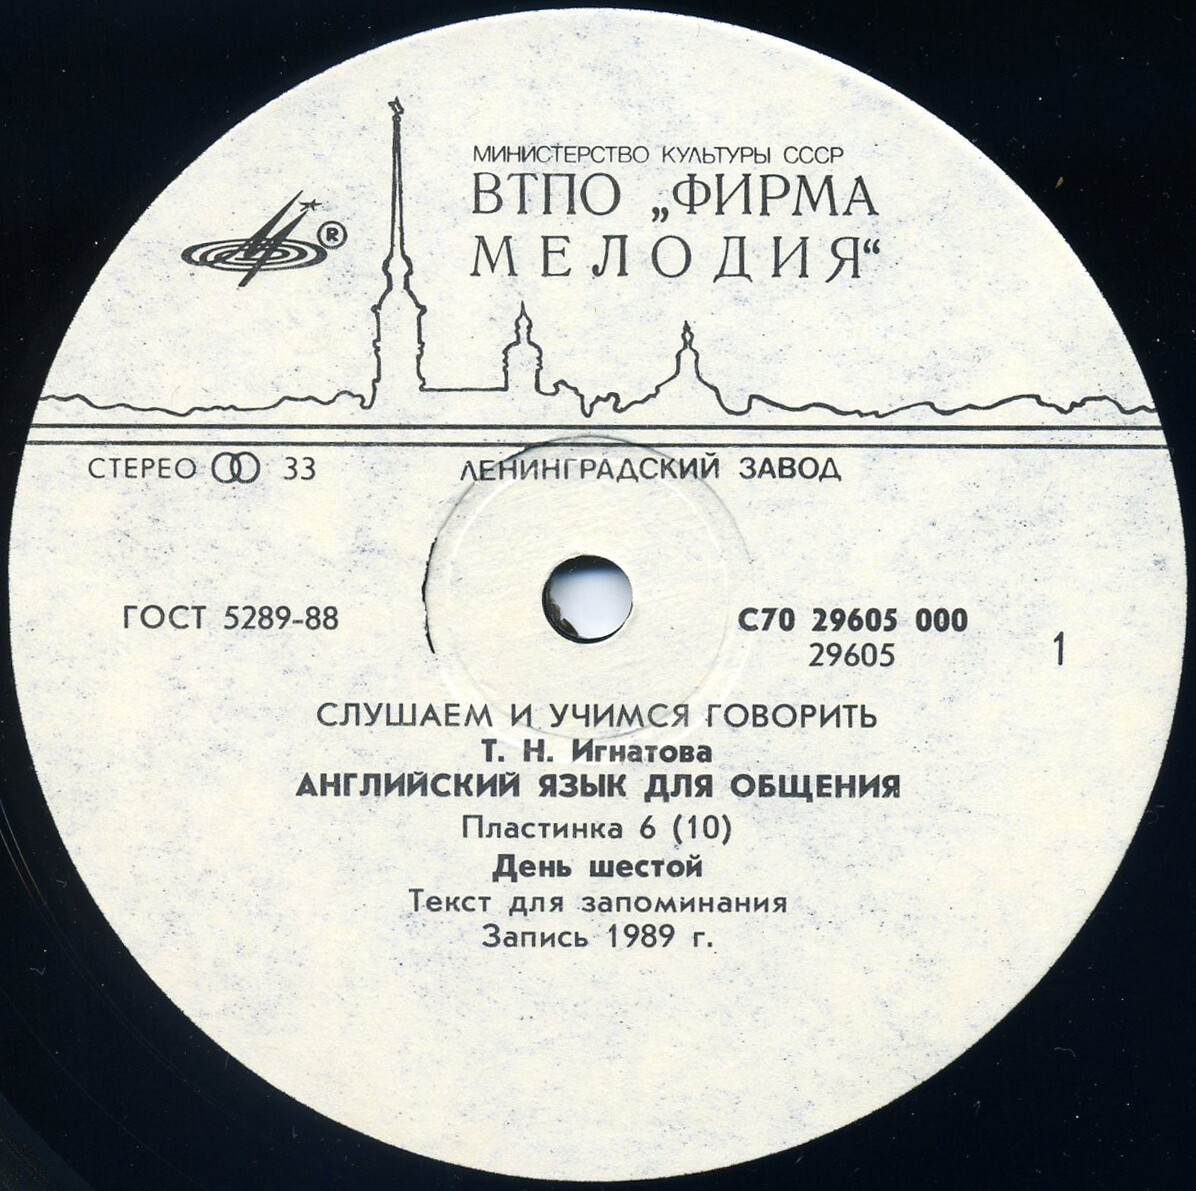 МИНИСТЕРСТВО КУЛЬТУРЫ СССР
ВТПО „ФИРМА
МЕЛОДИЯ“
®
СТЕРЕО 33
ЛЕНИНГРАДСКИЙ ЗАВОД
ГОСТ 5289-88
С70 29605 000
29605
1
СЛУШАЕМ И УЧИМСЯ ГОВОРИТЬ
Т. Н. Игнатова
АНГЛИЙСКИЙ ЯЗЫК ДЛЯ ОБЩЕНИЯ
Пластинка 6 (10)
День шестой
Текст для запоминания
Запись 1989 г.